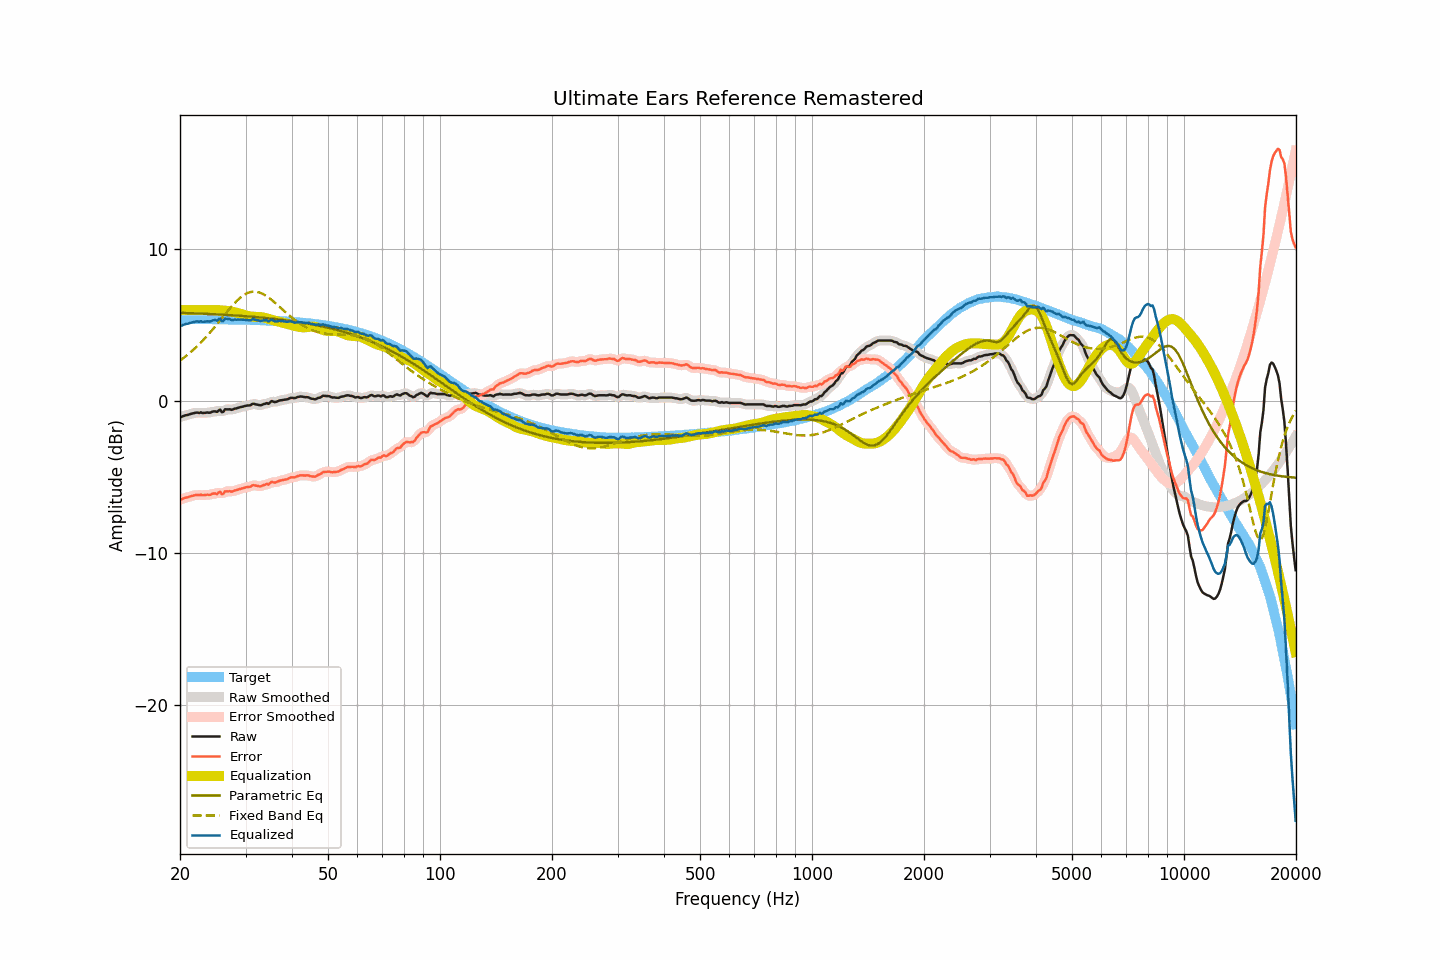 Ultimate Ears Reference Remastered
10
0
−10
−20
Amplitude (dBr)
Target
Raw Smoothed
Error Smoothed
Raw
Error
Equalization
Parametric Eq
Fixed Band Eq
Equalized
20 50 100 200 500 1000 2000 5000 10000 20000
Frequency (Hz)